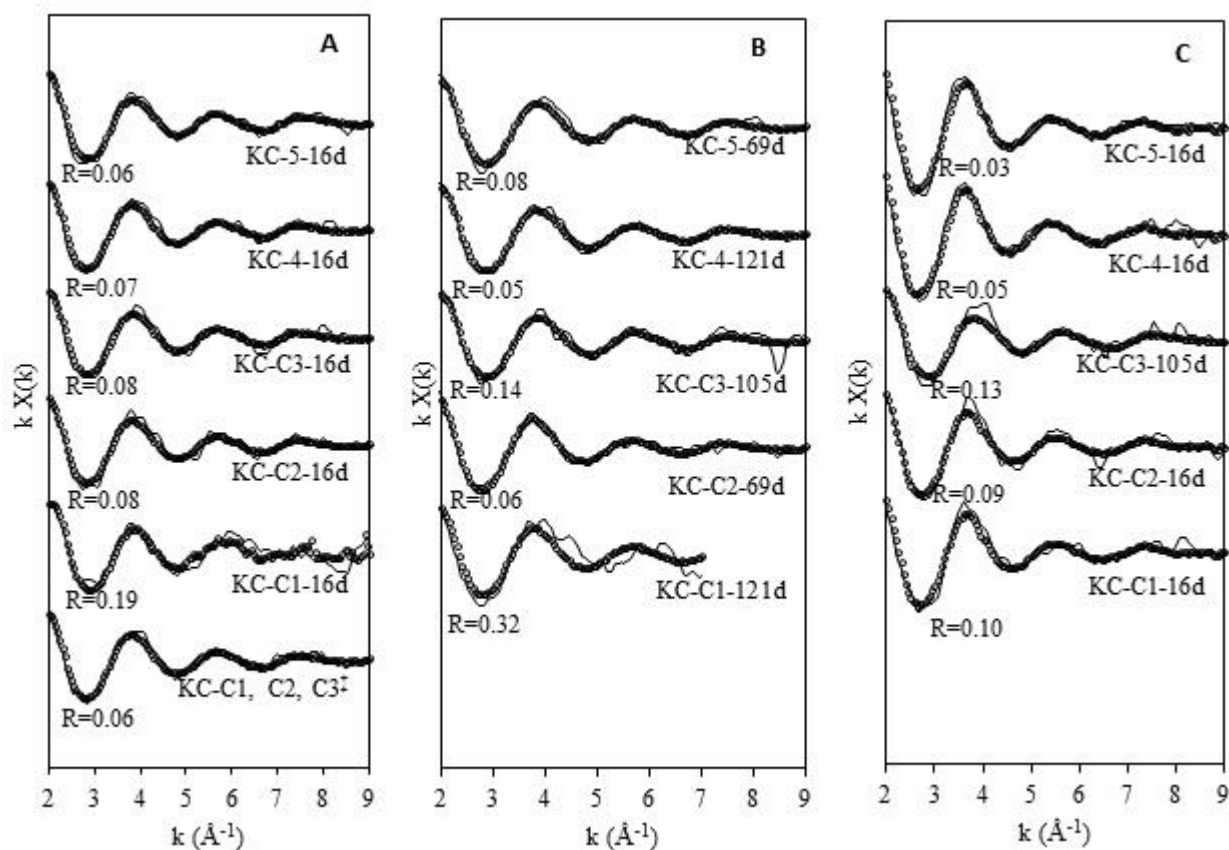 A
KC-5-16d
R=0.06
KC-4-16d
R=0.07
KC-C3-16d
R=0.08
KC-C2-16d
R=0.08
KC-C1-16d
R=0.19
KC-C1, C2, C3‡
R=0.06
k X(k)
2 3 4 5 6 7 8 9
k (Å⁻¹)
B
KC-5-69d
R=0.08
KC-4-121d
R=0.05
KC-C3-105d
R=0.14
KC-C2-69d
R=0.06
KC-C1-121d
R=0.32
k X(k)
2 3 4 5 6 7 8 9
k (Å⁻¹)
C
KC-5-16d
R=0.03
KC-4-16d
R=0.05
KC-C3-105d
R=0.13
KC-C2-16d
R=0.09
KC-C1-16d
R=0.10
k X(k)
2 3 4 5 6 7 8 9
k (Å⁻¹)